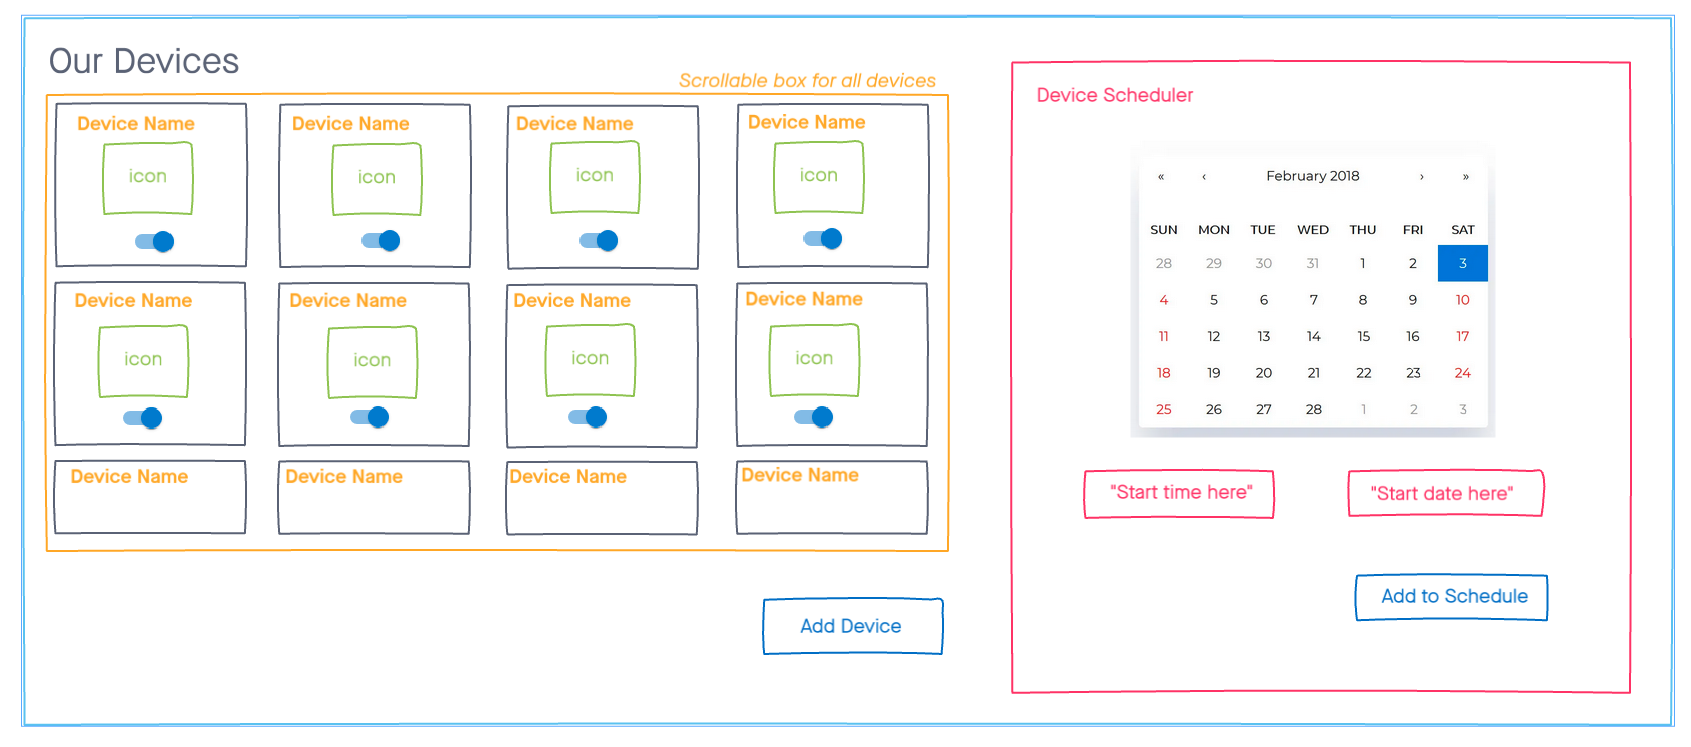 Our Devices
Scrollable box for all devices
Device Name Device Name Device Name Device Name
icon icon icon icon
Device Name Device Name Device Name Device Name
icon icon icon icon
Device Name Device Name Device Name Device Name
Add Device
Device Scheduler
« ‹ February 2018 › »
SUN MON TUE WED THU FRI SAT
28 29 30 31 1 2 3
4 5 6 7 8 9 10
11 12 13 14 15 16 17
18 19 20 21 22 23 24
25 26 27 28 1 2 3
"Start time here" "Start date here"
Add to Schedule